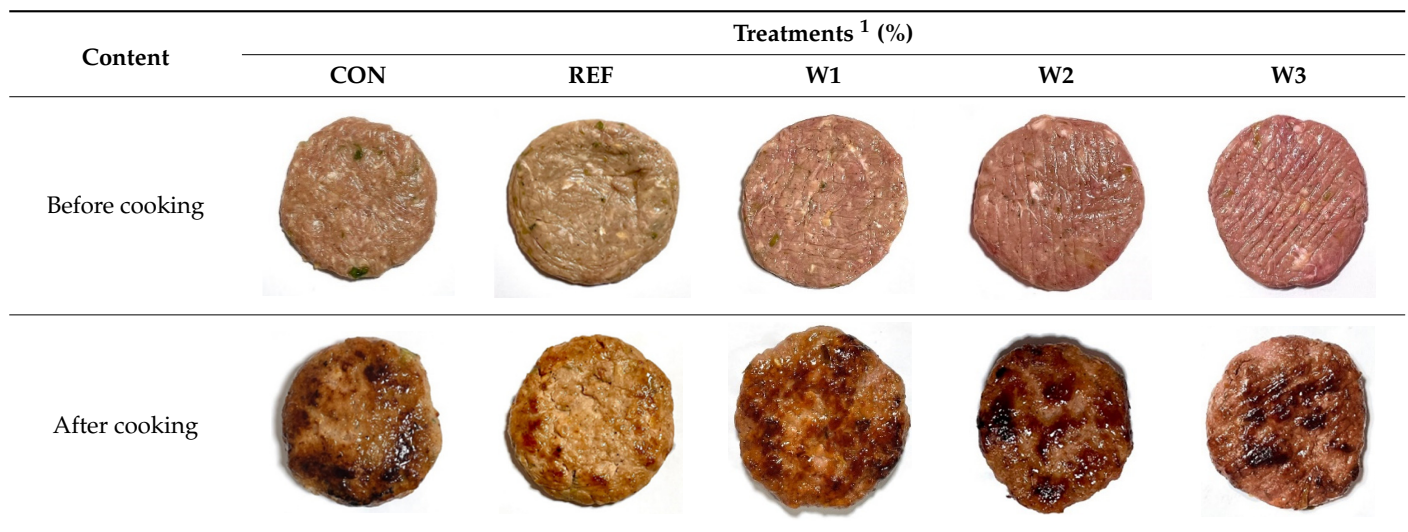 Content
Treatments 1 (%)
CON REF W1 W2 W3
Before cooking
After cooking